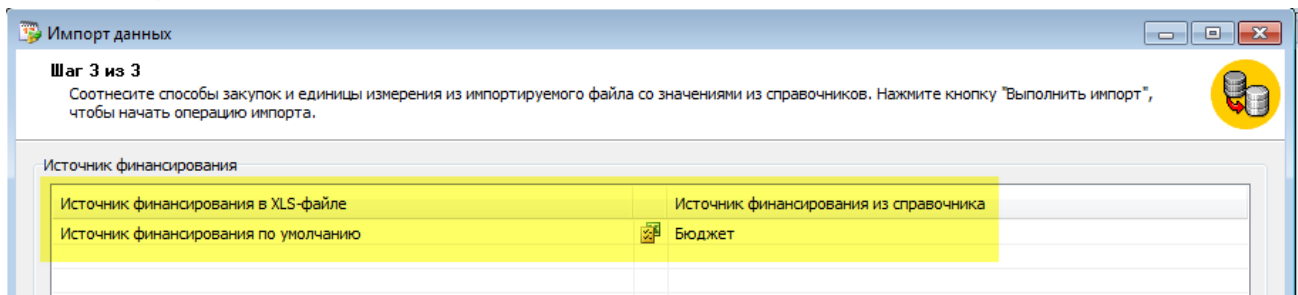 Импорт данных
Шаг 3 из 3
Соотнесите способы закупок и единицы измерения из импортируемого файла со значениями из справочников. Нажмите кнопку "Выполнить импорт",
чтобы начать операцию импорта.
Источник финансирования
Источник финансирования в XLS-файле Источник финансирования из справочника
Источник финансирования по умолчанию Бюджет